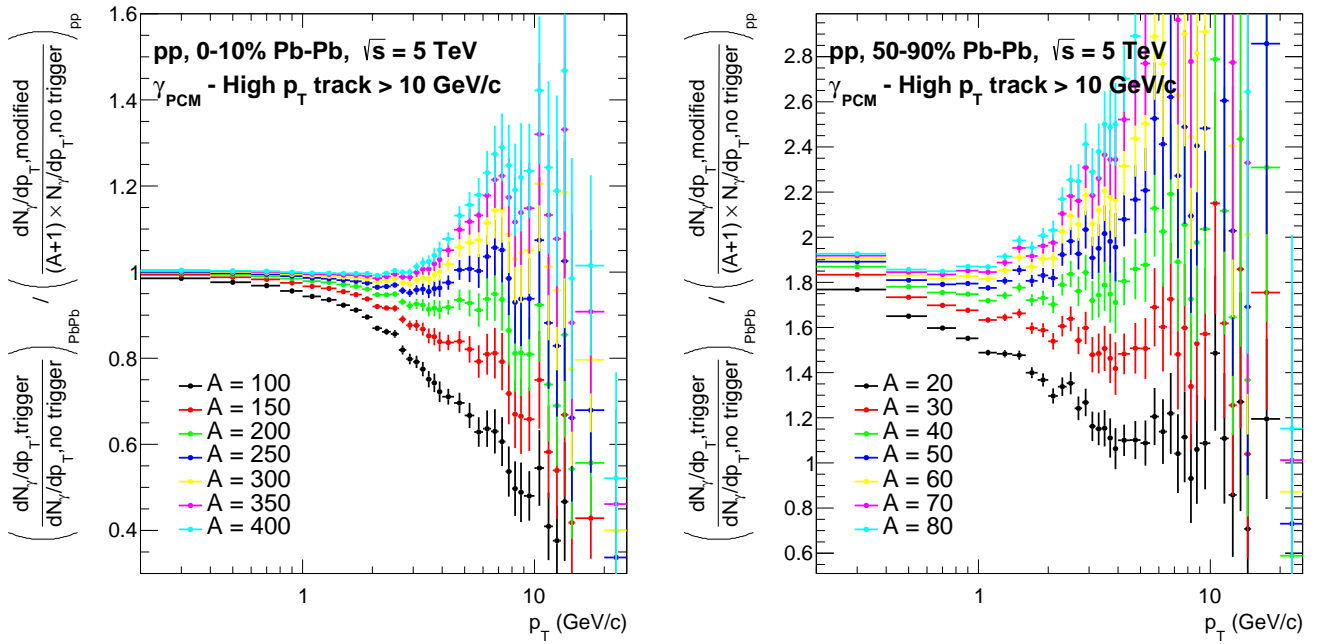 pp, 0-10% Pb-Pb, √s = 5 TeV
γPCM - High pT track > 10 GeV/c
(dNγ/dpT,trigger / dNγ/dpT,no trigger)PbPb / (dNγ/dpT,modified / (A+1) × Nγ/dpT,no trigger)pp
1.6
1.4
1.2
1
0.8
0.6
0.4
A = 100
A = 150
A = 200
A = 250
A = 300
A = 350
A = 400
1
10
pT (GeV/c)
pp, 50-90% Pb-Pb, √s = 5 TeV
γPCM - High pT track > 10 GeV/c
(dNγ/dpT,trigger / dNγ/dpT,no trigger)PbPb / (dNγ/dpT,modified / (A+1) × Nγ/dpT,no trigger)pp
2.8
2.6
2.4
2.2
2
1.8
1.6
1.4
1.2
1
0.8
0.6
A = 20
A = 30
A = 40
A = 50
A = 60
A = 70
A = 80
1
10
pT (GeV/c)